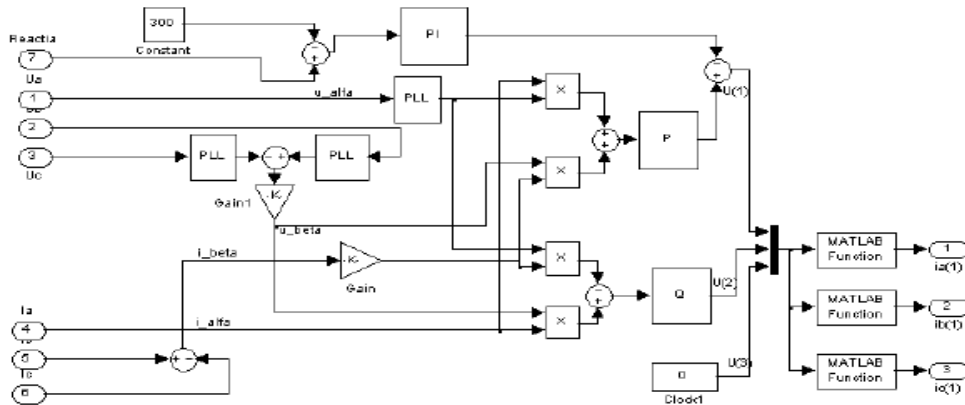 300
Constant
PI
Reactia
7
Ua
1
u_alfa
PLL
2
3
Uc
PLL
PLL
-K-
Gain1
u_beta
x
x
x
x
P
U(1)
i_beta
-K-
Gain
Ia
4
i_alfa
5
Ic
6
Q
U(2)
U(3)
0
Clock1
MATLAB
Function
1
ia(1)
MATLAB
Function
2
ib(1)
MATLAB
Function
3
ic(1)